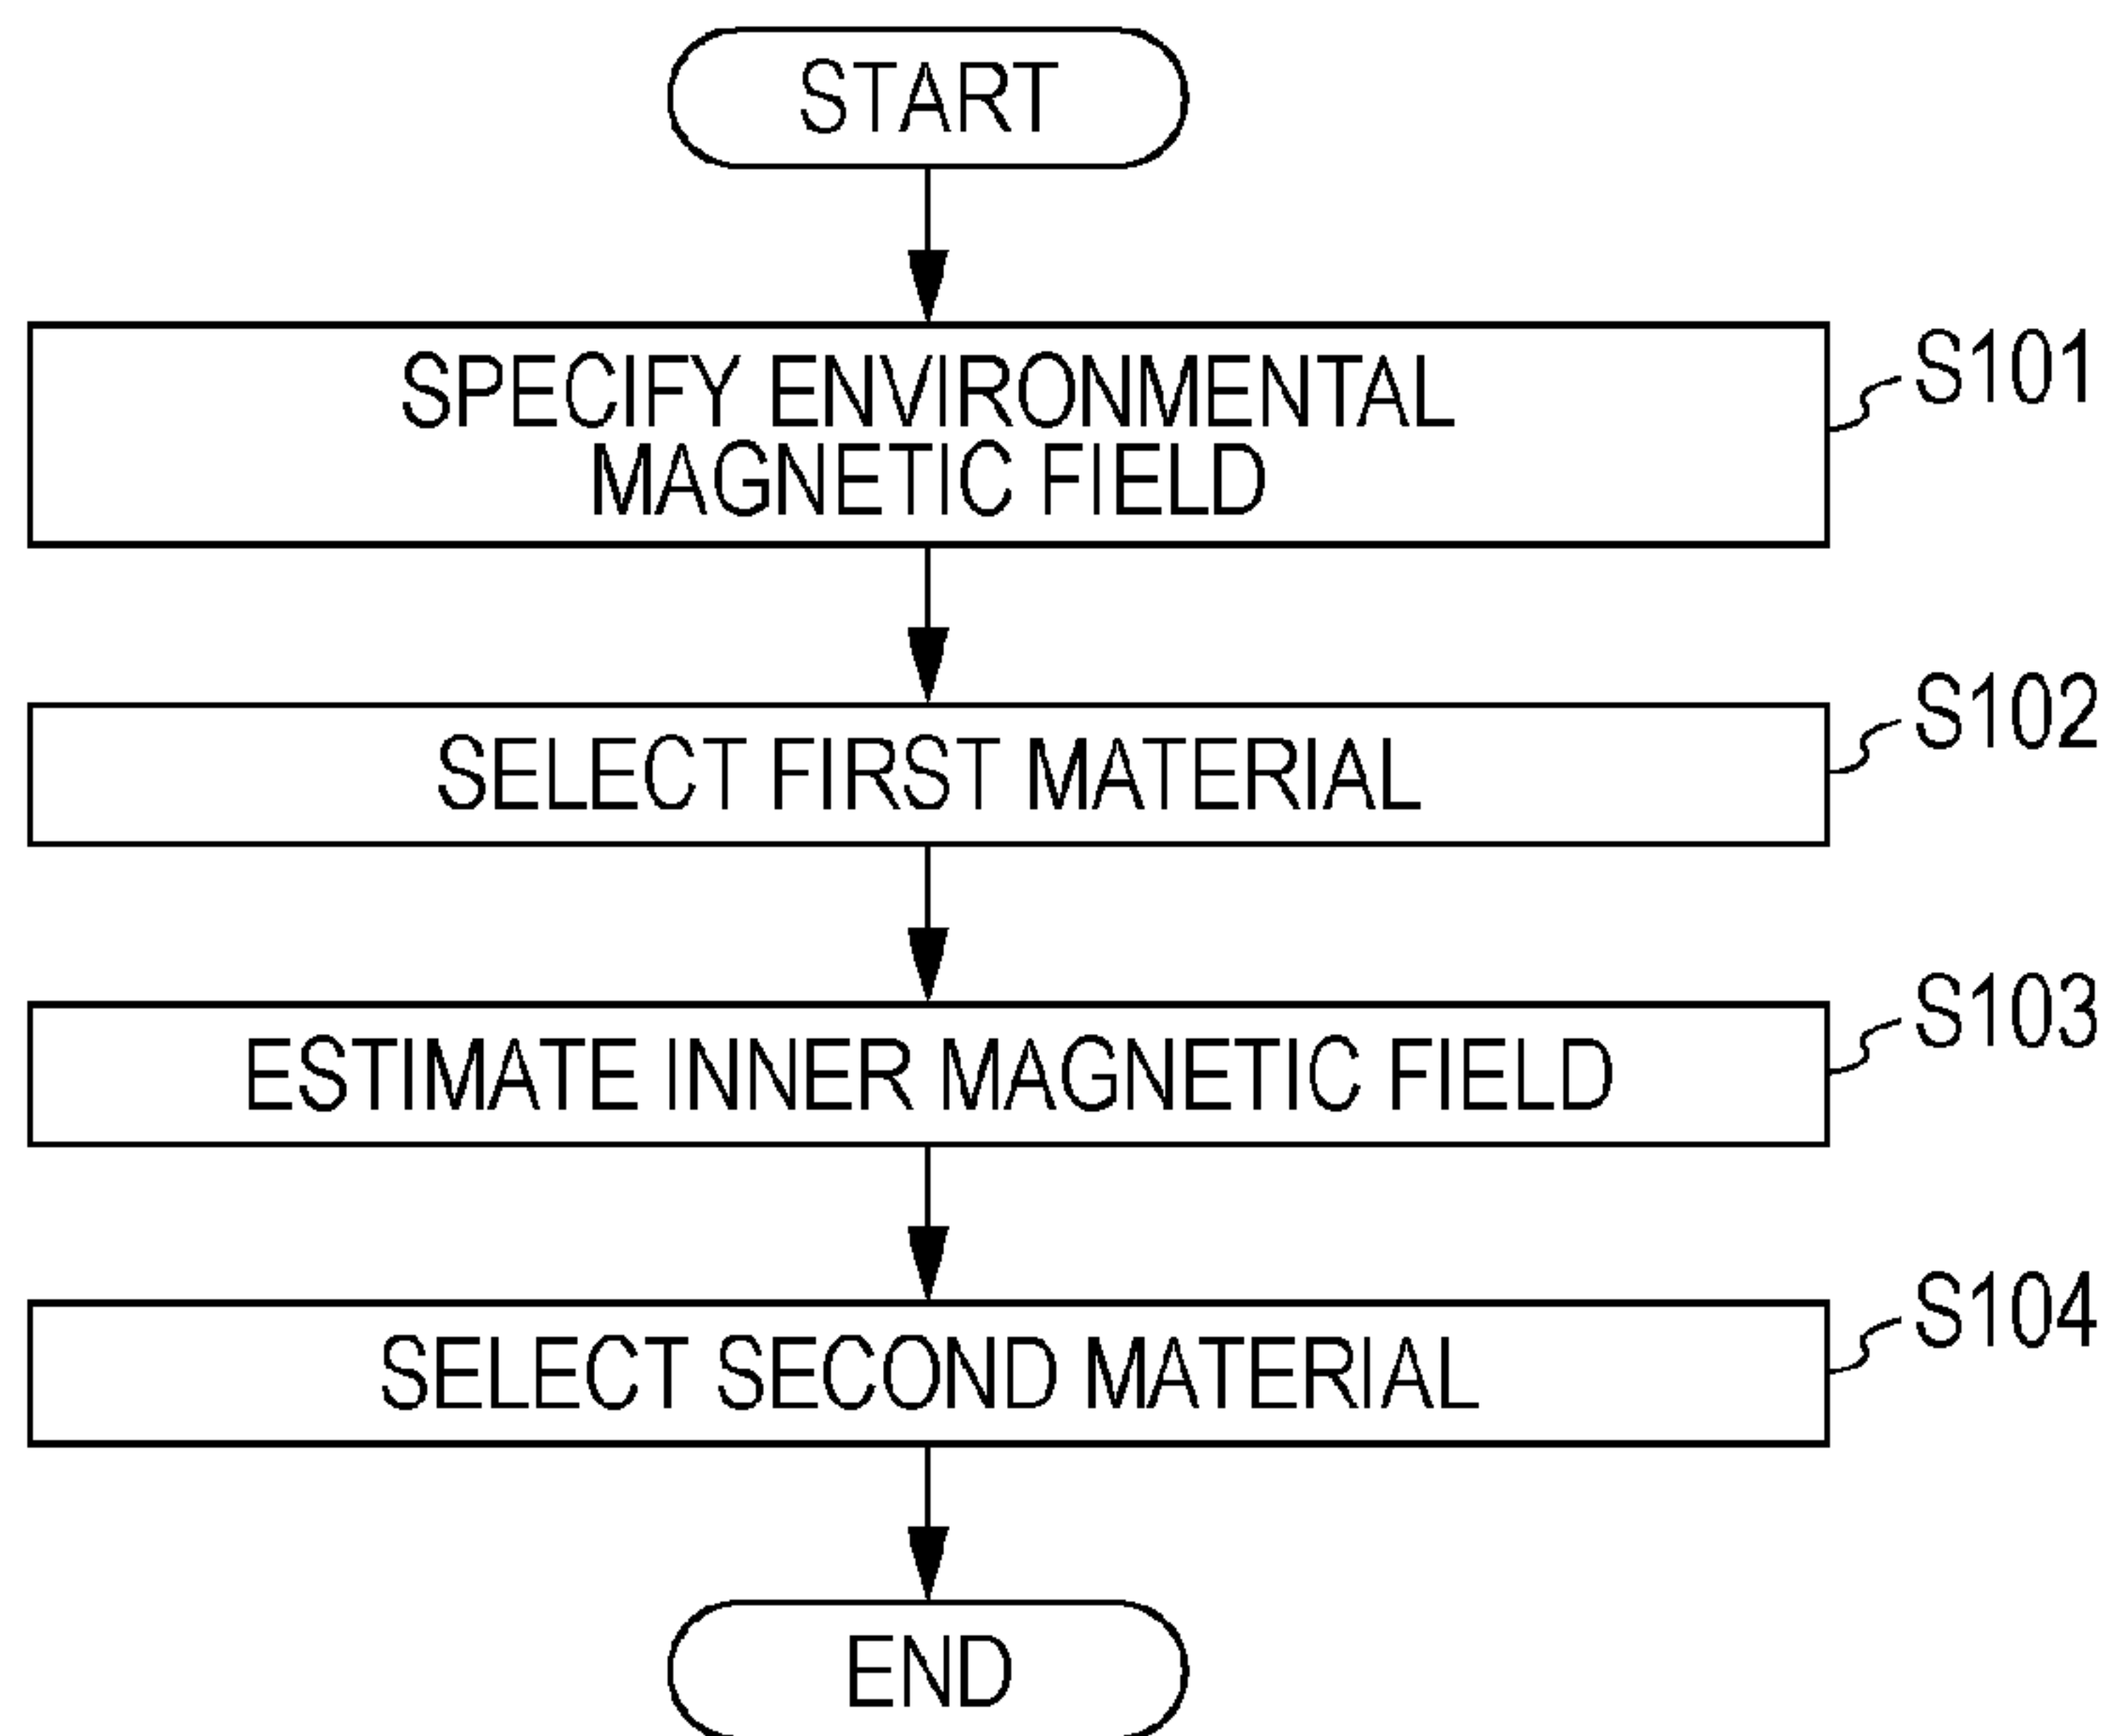 START
SPECIFY ENVIRONMENTAL
MAGNETIC FIELD
S101
SELECT FIRST MATERIAL
S102
ESTIMATE INNER MAGNETIC FIELD
S103
SELECT SECOND MATERIAL
S104
END